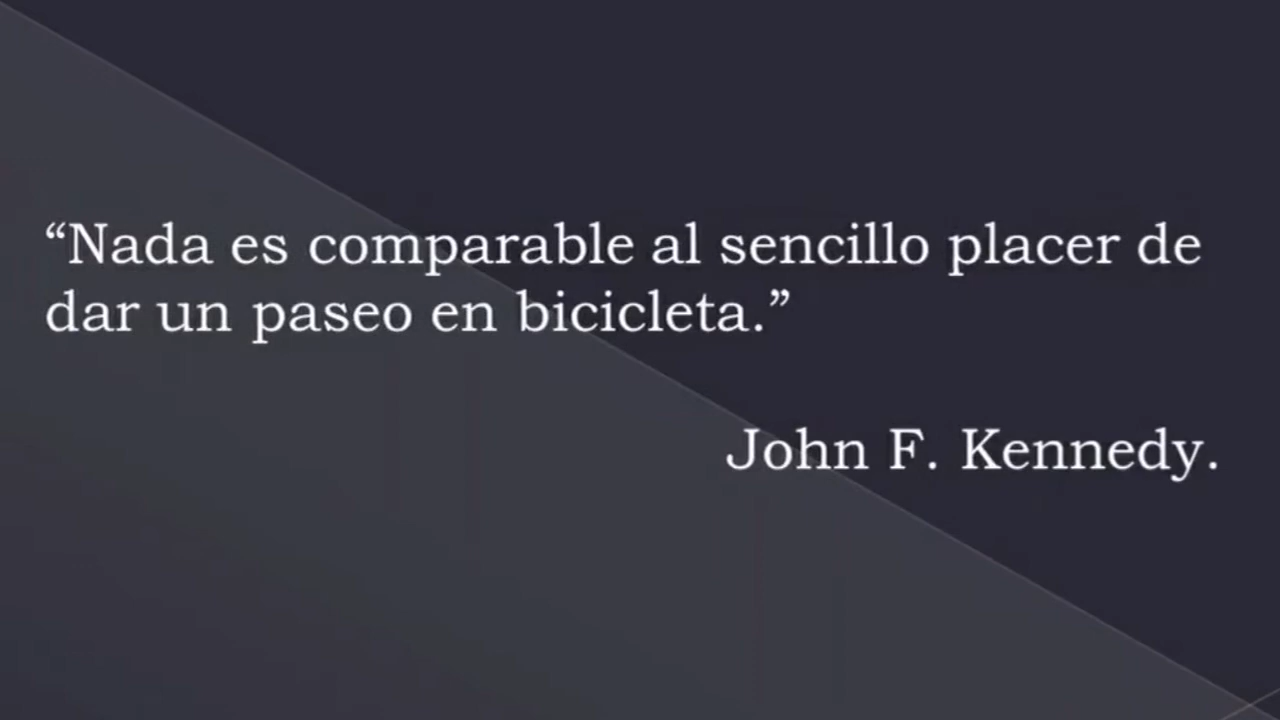 “Nada es comparable al sencillo placer de
dar un paseo en bicicleta.”
John F. Kennedy.